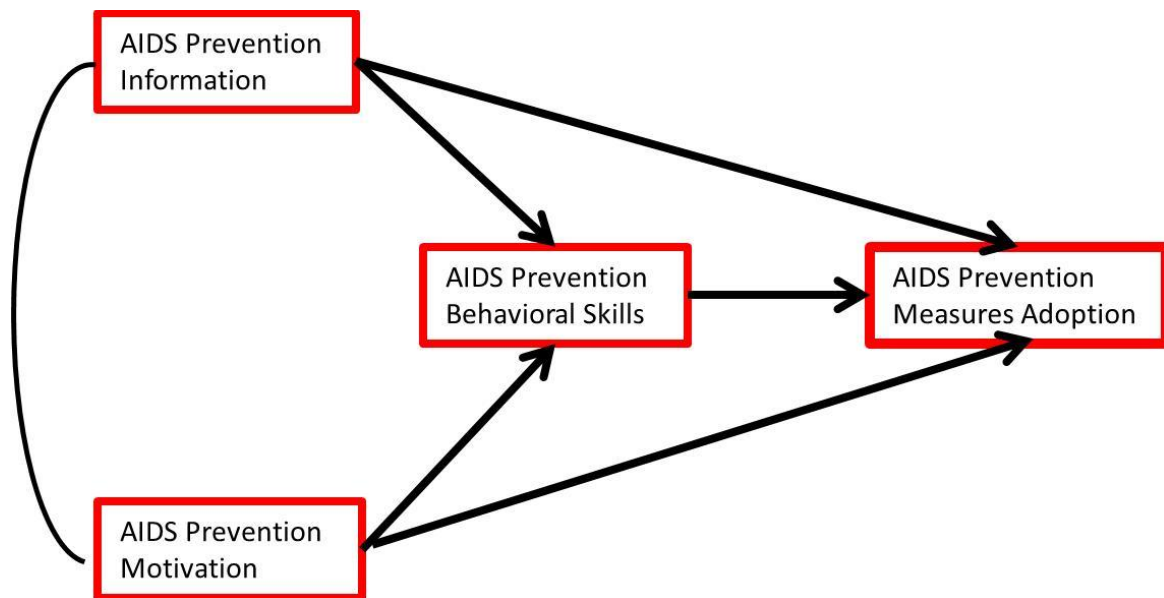 AIDS Prevention
Information
AIDS Prevention
Behavioral Skills
AIDS Prevention
Measures Adoption
AIDS Prevention
Motivation